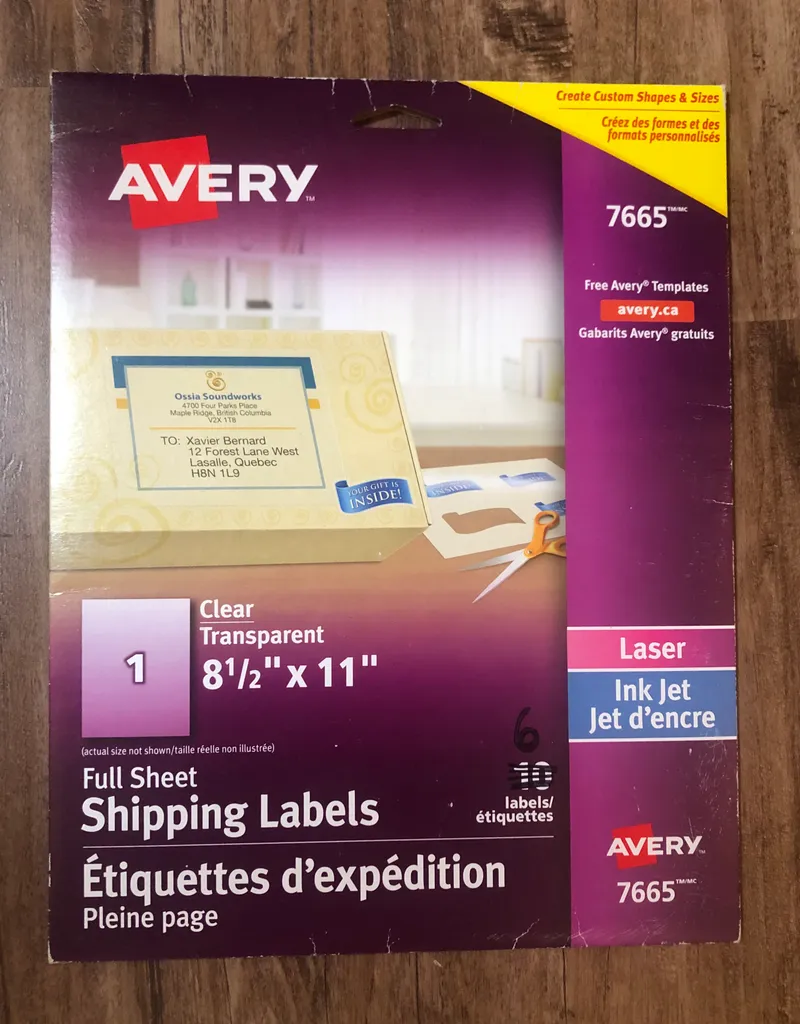 Create Custom Shapes & Sizes
Créez des formes et des
formats personnalisés
AVERY™
7665™/MC
Free Avery® Templates
avery.ca
Gabarits Avery® gratuits
Ossia Soundworks
4700 Four Parks Place
Maple Ridge, British Columbia
V2X 1T8
TO: Xavier Bernard
12 Forest Lane West
Lasalle, Quebec
H8N 1L9
YOUR GIFT IS
INSIDE!
INSIDE
1
Clear
Transparent
8 1/2" x 11"
Laser
Ink Jet
Jet d'encre
(actual size not shown/taille réelle non illustrée)
6
10
labels/
étiquettes
Full Sheet
Shipping Labels
Étiquettes d'expédition
Pleine page
AVERY™
7665™/MC